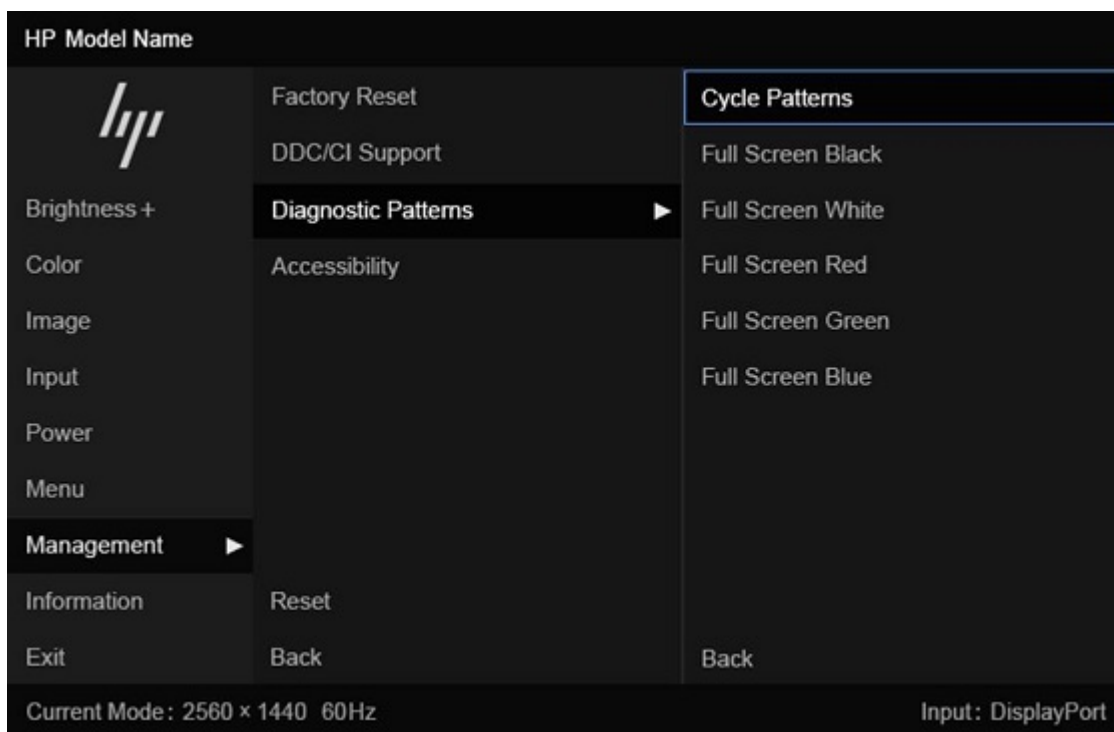 HP Model Name
hp
Brightness +
Color
Image
Input
Power
Menu
Management ▶
Information
Exit
Factory Reset
DDC/CI Support
Diagnostic Patterns ▶
Accessibility
Reset
Back
Cycle Patterns
Full Screen Black
Full Screen White
Full Screen Red
Full Screen Green
Full Screen Blue
Back
Current Mode: 2560 × 1440 60Hz
Input: DisplayPort